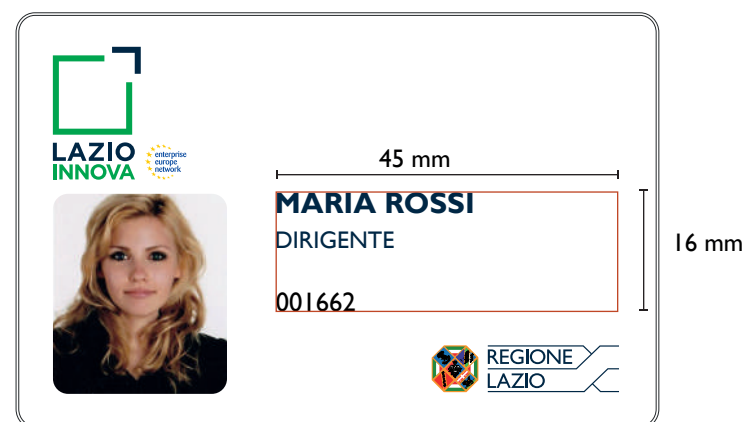 LAZIO
INNOVA
enterprise
europe
network
45 mm
MARIA ROSSI
DIRIGENTE
16 mm
001662
REGIONE
LAZIO